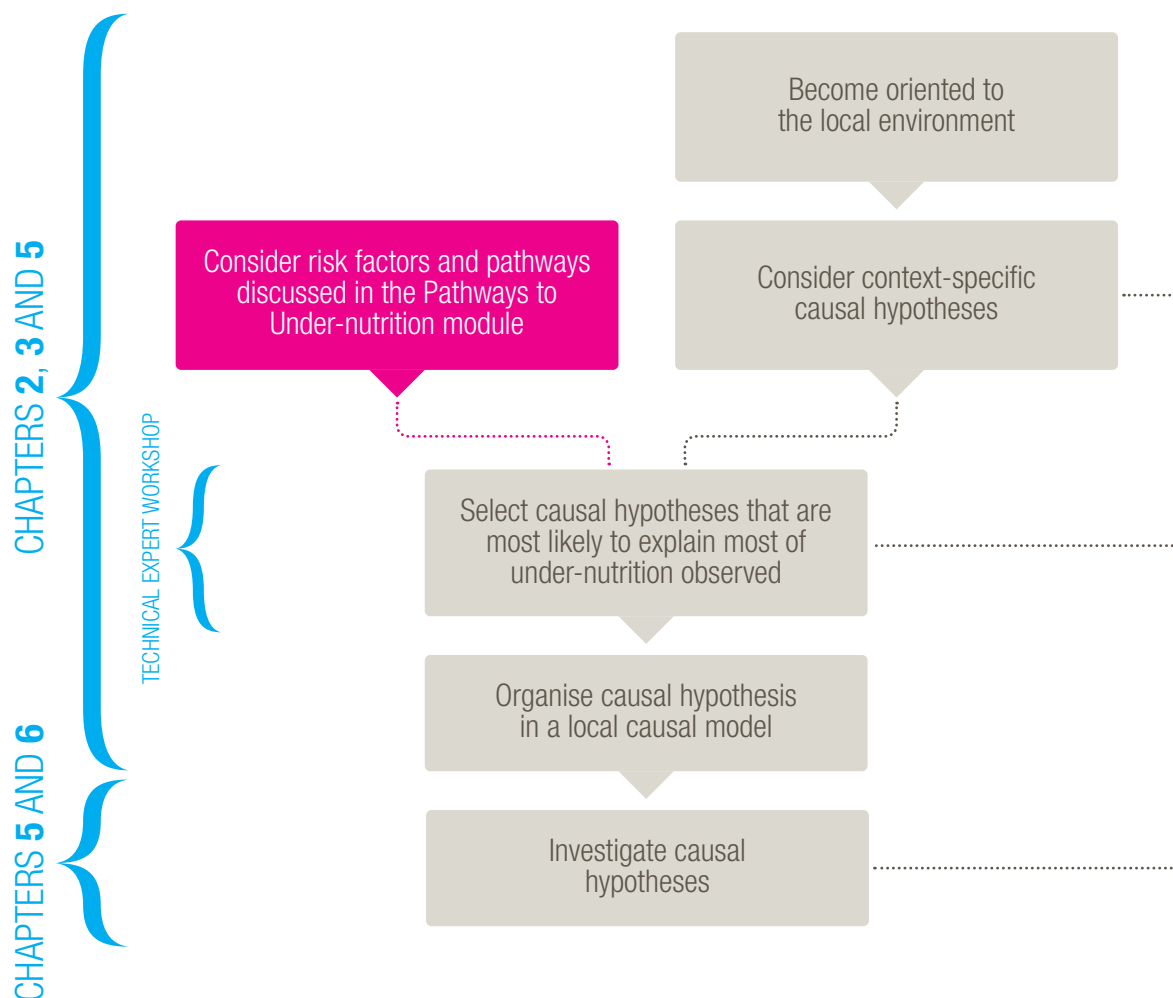 Become oriented to
the local environment
Consider risk factors and pathways
discussed in the Pathways to
Under-nutrition module
Consider context-specific
causal hypotheses
CHAPTERS 2, 3 AND 5
TECHNICAL EXPERT WORKSHOP
Select causal hypotheses that are
most likely to explain most of
under-nutrition observed
Organise causal hypothesis
in a local causal model
CHAPTERS 5 AND 6
Investigate causal
hypotheses